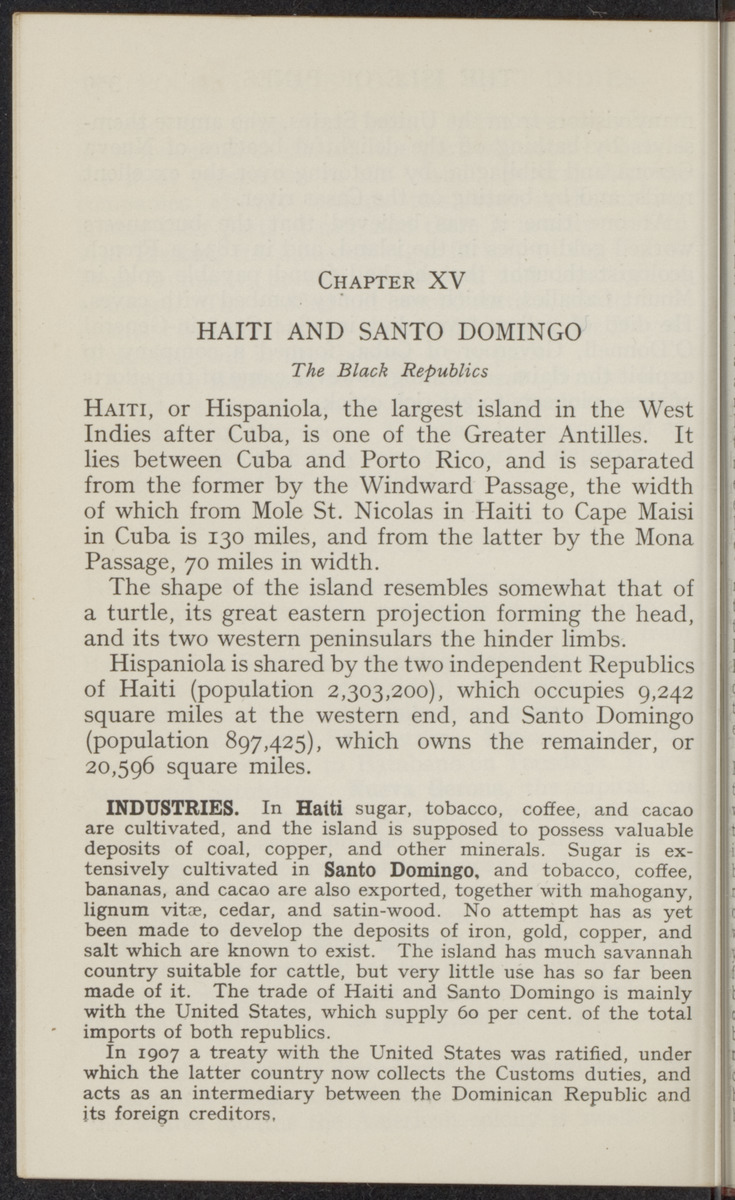 CHAPTER XV
HAITI AND SANTO DOMINGO
The Black Republics
HAITI, or Hispaniola, the largest island in the West
Indies after Cuba, is one of the Greater Antilles. It
lies between Cuba and Porto Rico, and is separated
from the former by the Windward Passage, the width
of which from Mole St. Nicolas in Haiti to Cape Maisi
in Cuba is 130 miles, and from the latter by the Mona
Passage, 70 miles in width.
The shape of the island resembles somewhat that of
a turtle, its great eastern projection forming the head,
and its two western peninsulars the hinder limbs.
Hispaniola is shared by the two independent Republics
of Haiti (population 2,303,200), which occupies 9,242
square miles at the western end, and Santo Domingo
(population 897,425), which owns the remainder, or
20,596 square miles.
INDUSTRIES. In Haiti sugar, tobacco, coffee, and cacao
are cultivated, and the island is supposed to possess valuable
deposits of coal, copper, and other minerals. Sugar is ex-
tensively cultivated in Santo Domingo, and tobacco, coffee,
bananas, and cacao are also exported, together with mahogany,
lignum vitæ, cedar, and satin-wood. No attempt has as yet
been made to develop the deposits of iron, gold, copper, and
salt which are known to exist. The island has much savannah
country suitable for cattle, but very little use has so far been
made of it. The trade of Haiti and Santo Domingo is mainly
with the United States, which supply 60 per cent. of the total
imports of both republics.
In 1907 a treaty with the United States was ratified, under
which the latter country now collects the Customs duties, and
acts as an intermediary between the Dominican Republic and
its foreign creditors.